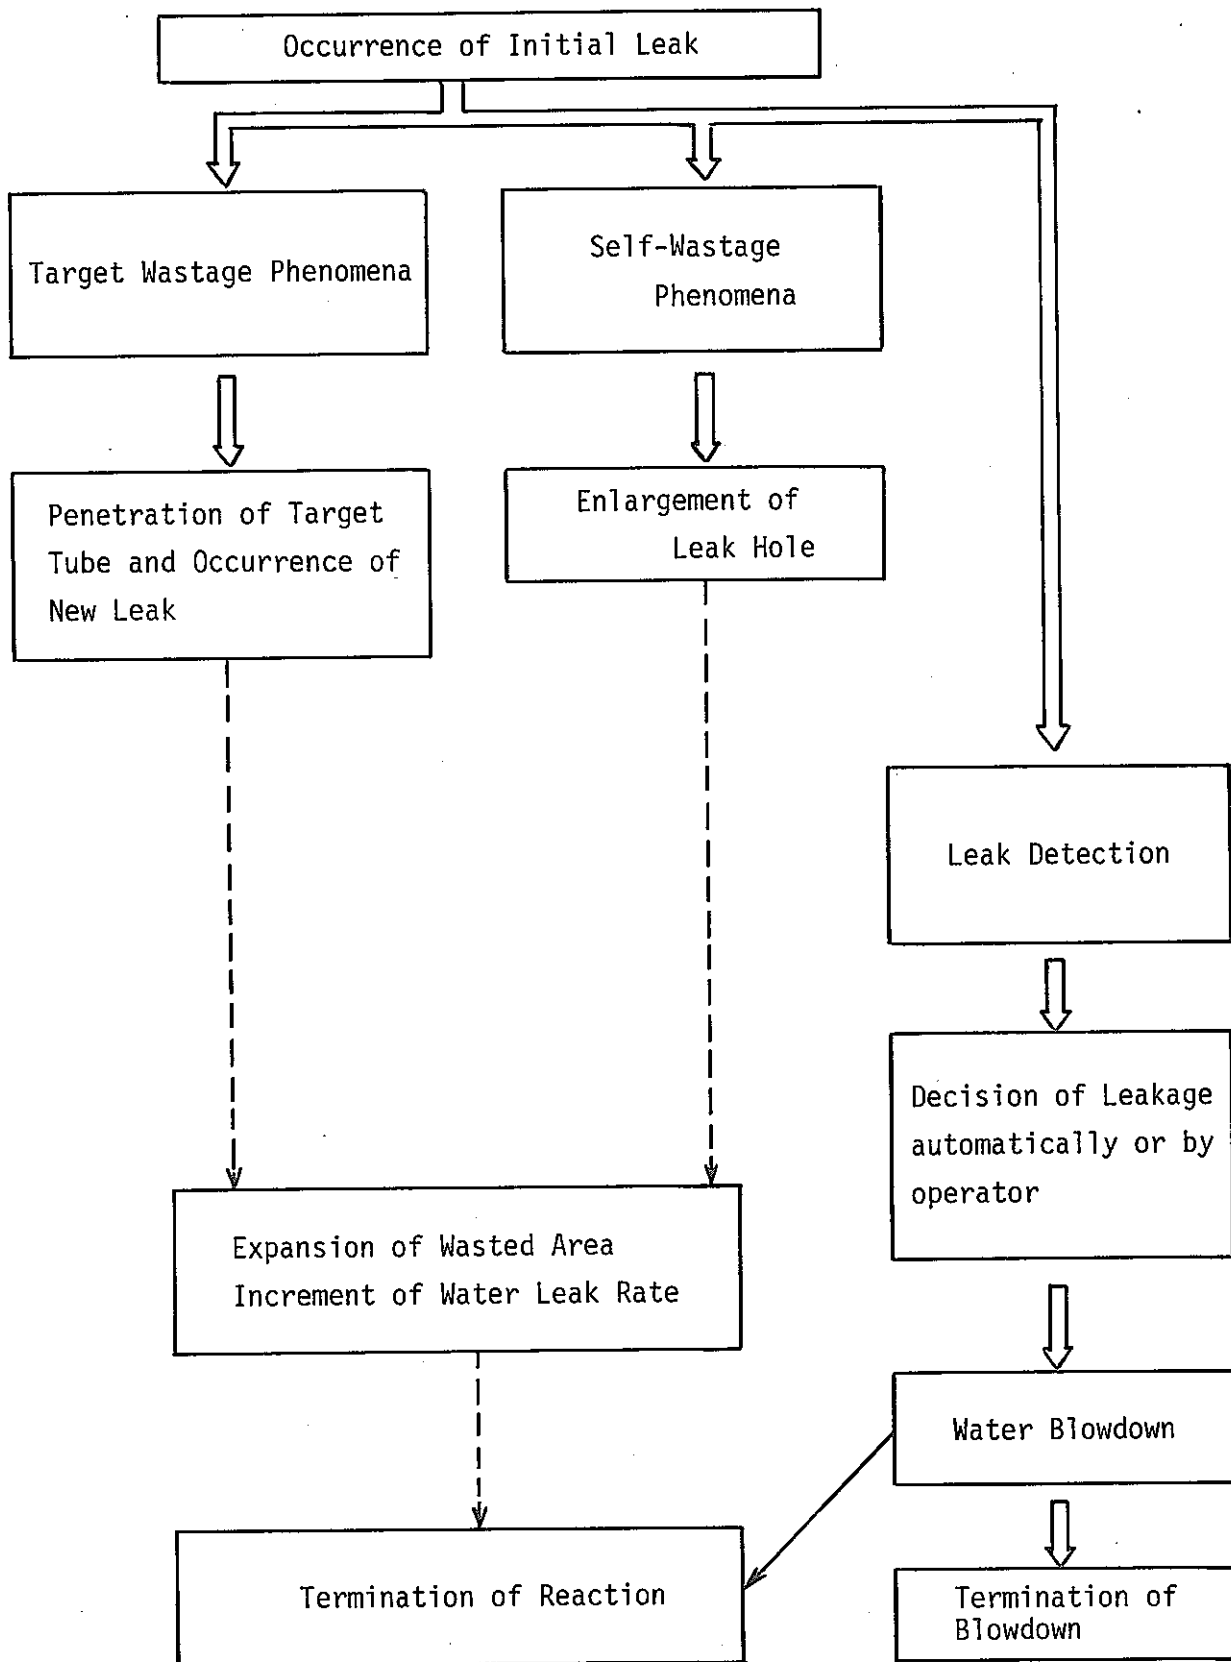 Occurrence of Initial Leak
Target Wastage Phenomena
Self-Wastage
Phenomena
Penetration of Target
Tube and Occurrence of
New Leak
Enlargement of
Leak Hole
Leak Detection
Decision of Leakage
automatically or by
operator
Expansion of Wasted Area
Increment of Water Leak Rate
Water Blowdown
Termination of Reaction
Termination of
Blowdown